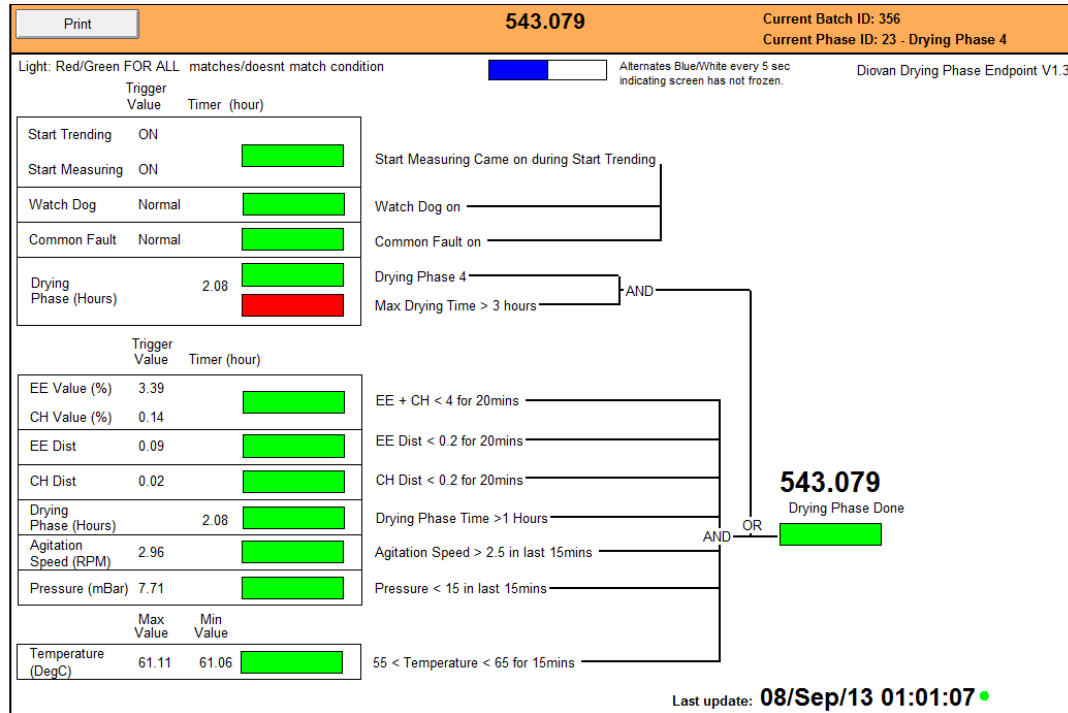 Print
543.079
Current Batch ID: 356
Current Phase ID: 23 - Drying Phase 4
Light: Red/Green FOR ALL matches/doesnt match condition
Alternates Blue/White every 5 sec
indicating screen has not frozen.
Diovan Drying Phase Endpoint V1.3
Trigger
Value Timer (hour)
Start Trending ON
Start Measuring ON
Start Measuring Came on during Start Trending
Watch Dog Normal
Watch Dog on
Common Fault Normal
Common Fault on
Drying
Phase (Hours) 2.08
Drying Phase 4
Max Drying Time > 3 hours
AND
Trigger
Value Timer (hour)
EE Value (%) 3.39
CH Value (%) 0.14
EE + CH < 4 for 20mins
EE Dist 0.09
EE Dist < 0.2 for 20mins
CH Dist 0.02
CH Dist < 0.2 for 20mins
Drying
Phase (Hours) 2.08
Drying Phase Time >1 Hours
Agitation
Speed (RPM) 2.96
Agitation Speed > 2.5 in last 15mins
Pressure (mBar) 7.71
Pressure < 15 in last 15mins
AND
OR
543.079
Drying Phase Done
Max
Value
Min
Value
Temperature
(DegC) 61.11 61.06
55 < Temperature < 65 for 15mins
Last update: 08/Sep/13 01:01:07